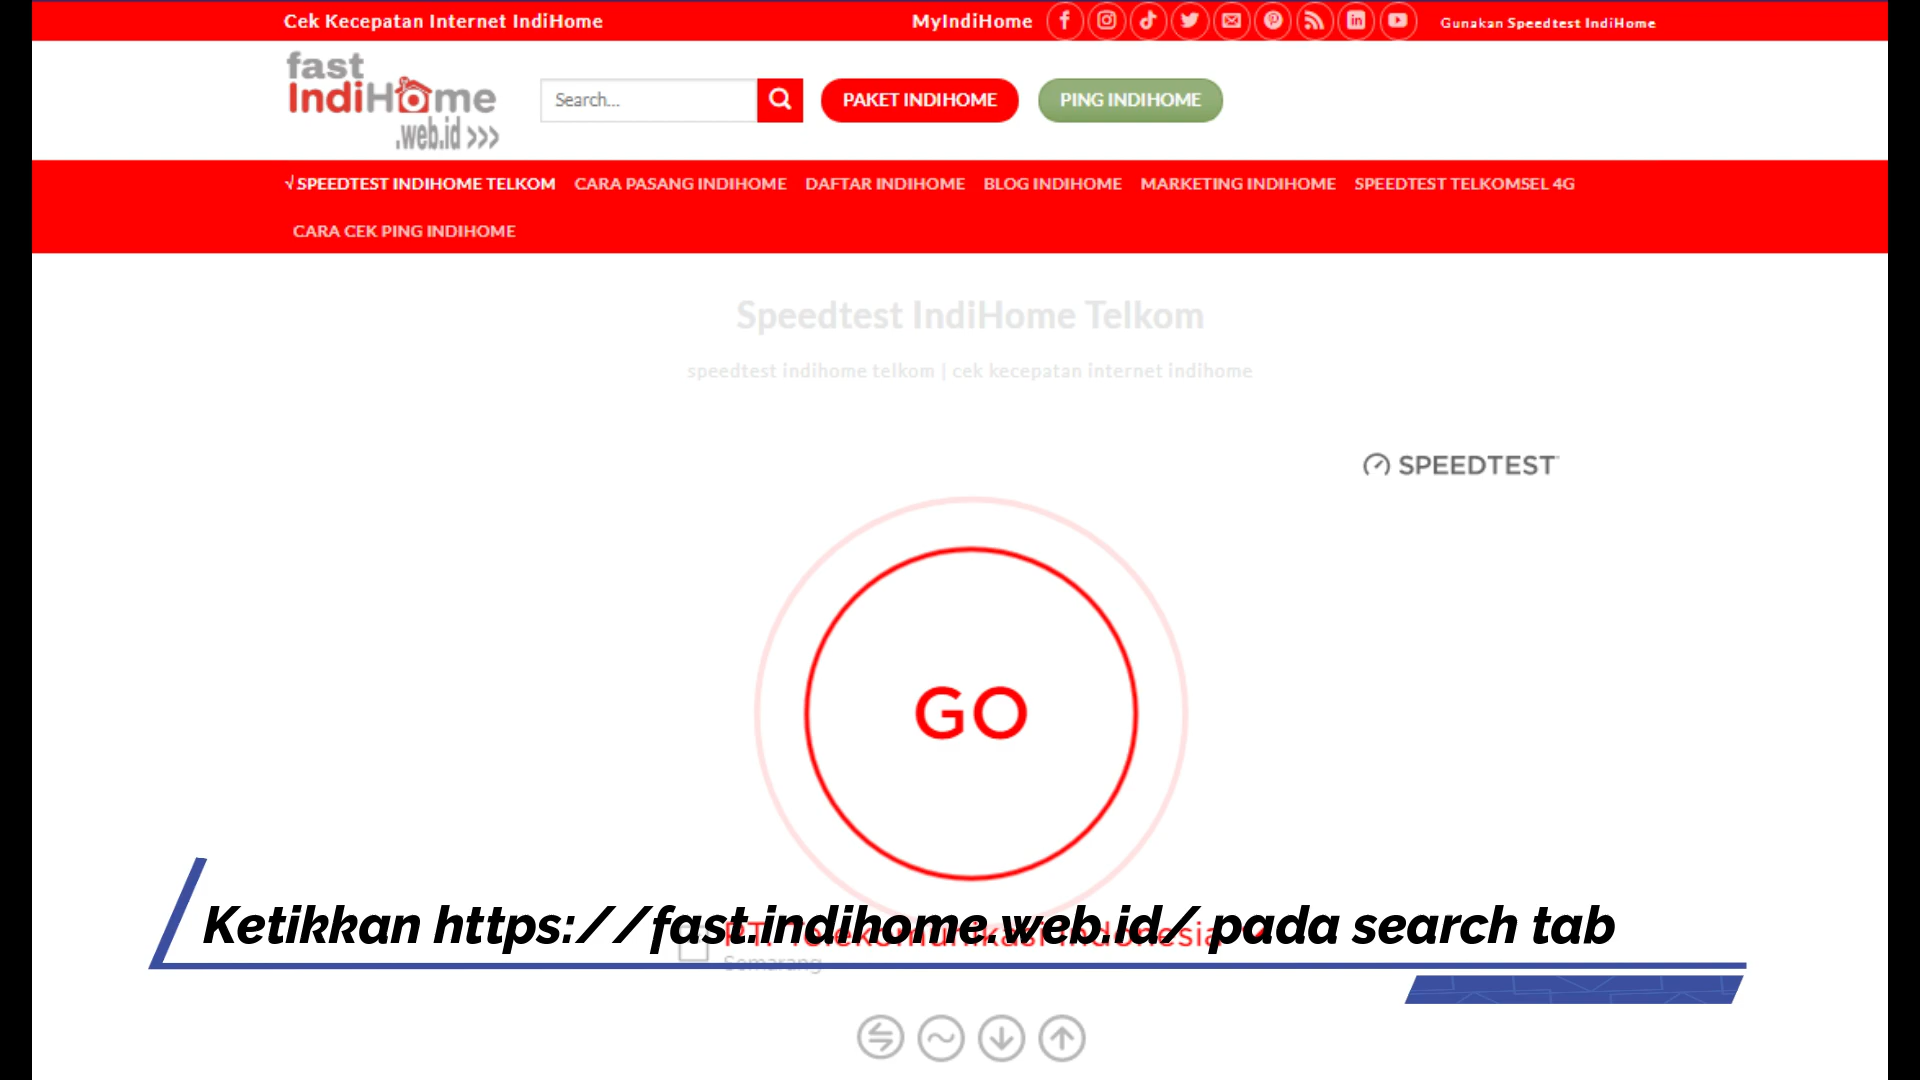 Cek Kecepatan Internet IndiHome
MyIndiHome
Gunakan Speedtest IndiHome
fast
IndiHome
.web.id >>>
Search...
PAKET INDIHOME
PING INDIHOME
√ SPEEDTEST INDIHOME TELKOM CARA PASANG INDIHOME DAFTAR INDIHOME BLOG INDIHOME MARKETING INDIHOME SPEEDTEST TELKOMSEL 4G
CARA CEK PING INDIHOME
Speedtest IndiHome Telkom
speedtest indihome telkom | cek kecepatan internet indihome
SPEEDTEST
GO
Ketikkan https://fast.indihome.web.id/ pada search tab
PT. Telekomunikasi Indonesia
Semarang